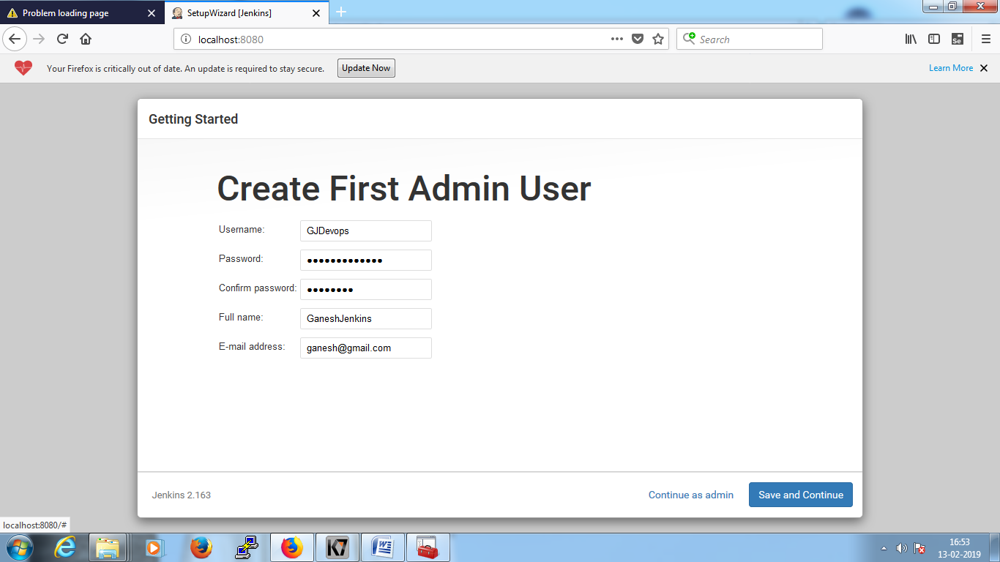 Problem loading page
SetupWizard [Jenkins]
localhost:8080
Search
Se
Your Firefox is critically out of date. An update is required to stay secure.
Update Now
Learn More
Getting Started
Create First Admin User
Username:
GJDevops
Password:
●●●●●●●●●●●●●
Confirm password:
●●●●●●●●
Full name:
GaneshJenkins
E-mail address:
ganesh@gmail.com
Jenkins 2.163
Continue as admin
Save and Continue
localhost:8080/#
K7
W
16:53
13-02-2019